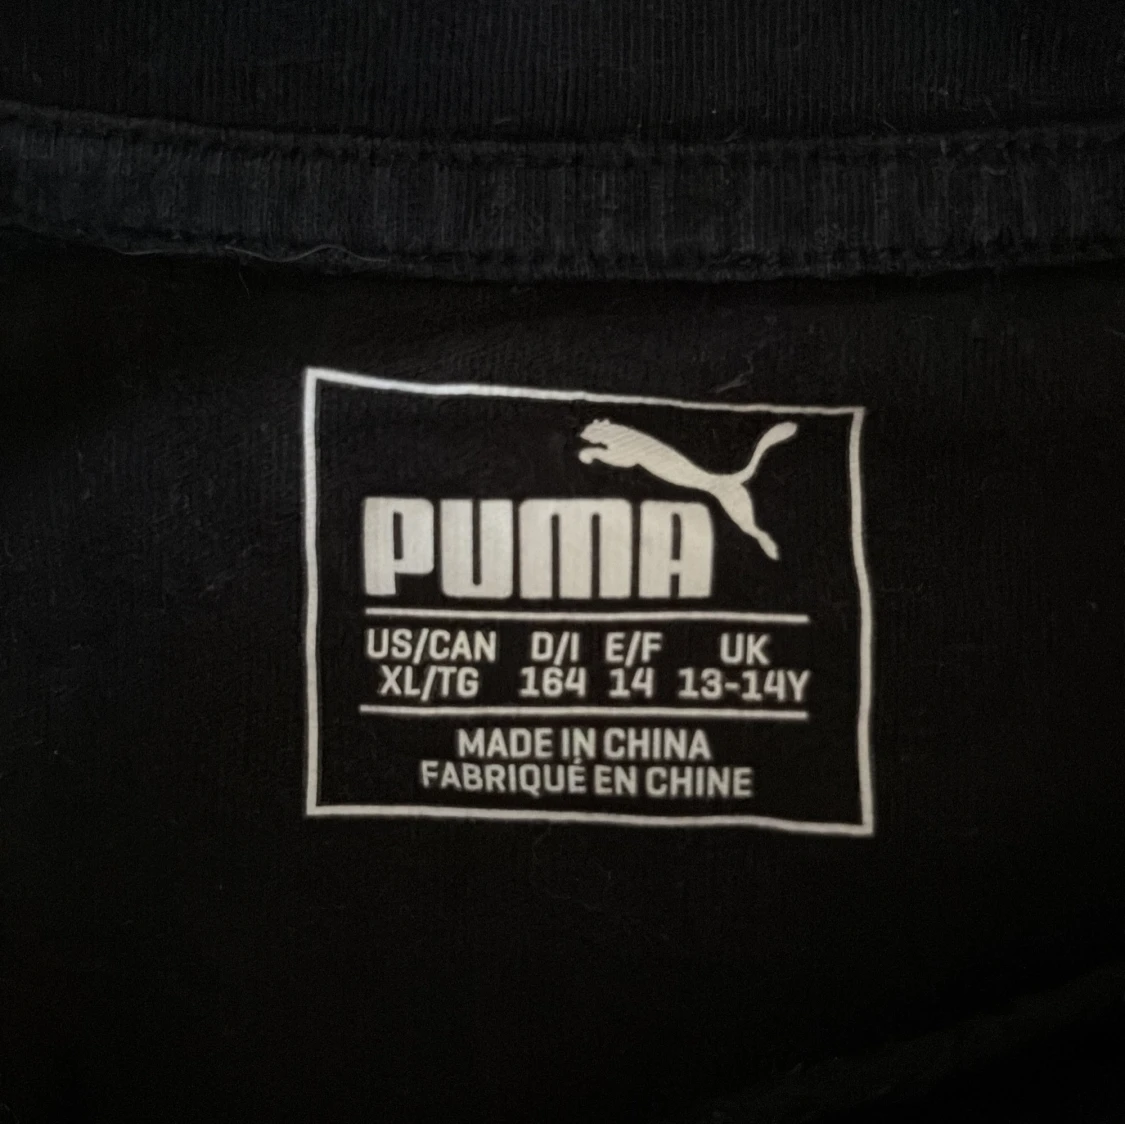 PUMA
US/CAN D/I E/F UK
XL/TG 164 14 13-14Y
MADE IN CHINA
FABRIQUÉ EN CHINE